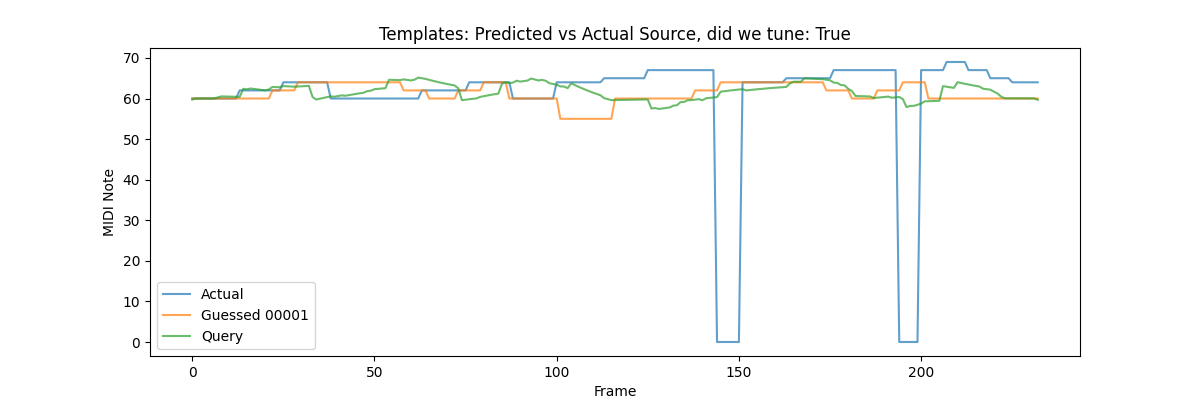 Templates: Predicted vs Actual Source, did we tune: True
70
60
50
40
30
20
10
0
MIDI Note
Actual
Guessed 00001
Query
0
50
100
150
200
Frame